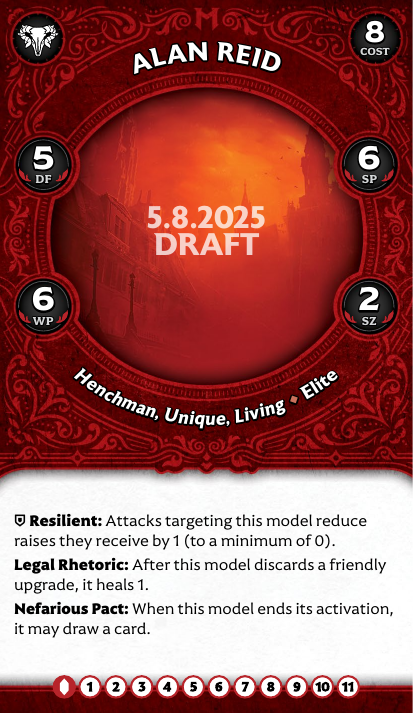 8
COST
ALAN REID
5
DF
6
SP
5.8.2025
DRAFT
6
WP
2
SZ
Henchman, Unique, Living ♦ Elite
Resilient: Attacks targeting this model reduce
raises they receive by 1 (to a minimum of 0).
Legal Rhetoric: After this model discards a friendly
upgrade, it heals 1.
Nefarious Pact: When this model ends its activation,
it may draw a card.
1 2 3 4 5 6 7 8 9 10 11